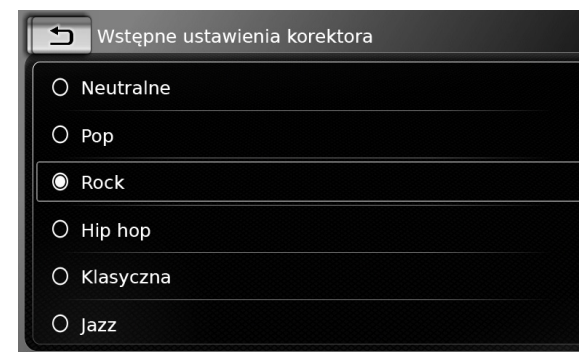 Wstępne ustawienia korektora
Neutralne
Pop
Rock
Hip hop
Klasyczna
Jazz